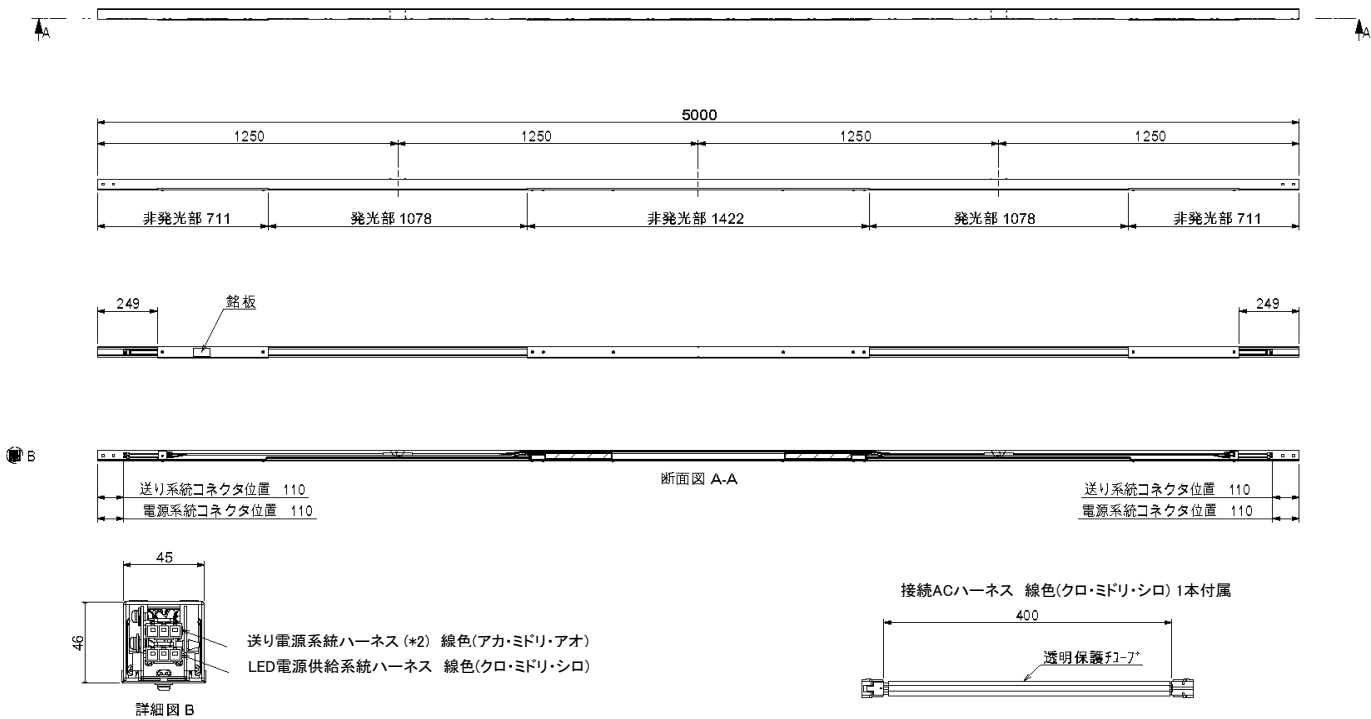 A
A
5000
1250
1250
1250
1250
非発光部 711
発光部 1078
非発光部 1422
発光部 1078
非発光部 711
249
銘板
249
B
断面図 A-A
送り系統コネクタ位置 110
電源系統コネクタ位置 110
送り系統コネクタ位置 110
電源系統コネクタ位置 110
45
46
送り電源系統ハーネス (*2) 線色(アカ・ミドリ・アオ)
LED電源供給系統ハーネス 線色(クロ・ミドリ・シロ)
詳細図 B
接続ACハーネス 線色(クロ・ミドリ・シロ) 1本付属
400
透明保護ﾁｭｰﾌﾞ